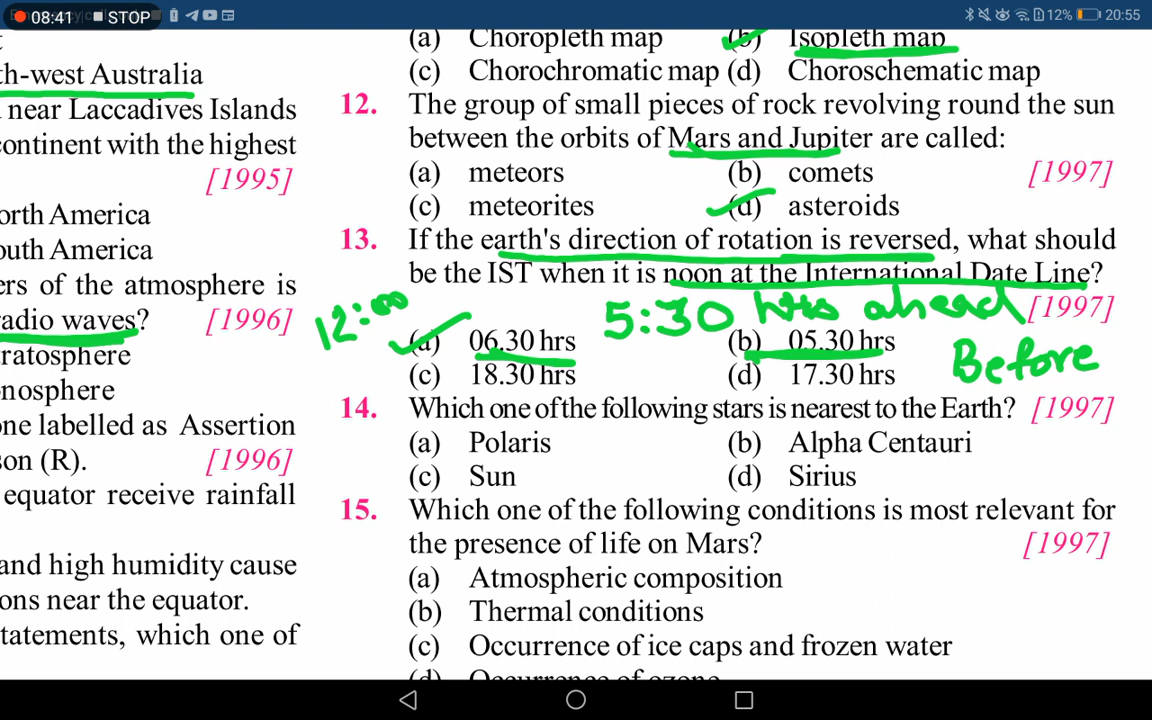 08:41 STOP
12% 20:55
th-west Australia
near Laccadives Islands
continent with the highest
[1995]
orth America
outh America
ers of the atmosphere is
radio waves? [1996]
ratosphere
nosphere
one labelled as Assertion
son (R). [1996]
equator receive rainfall
and high humidity cause
ons near the equator.
statements, which one of
(a) Choropleth map (b) Isopleth map
(c) Chorochromatic map (d) Choroschematic map
12. The group of small pieces of rock revolving round the sun
between the orbits of Mars and Jupiter are called:
(a) meteors (b) comets [1997]
(c) meteorites (d) asteroids
13. If the earth's direction of rotation is reversed, what should
be the IST when it is noon at the International Date Line?
12:00 5:30 hrs ahead [1997]
(a) 06.30 hrs (b) 05.30 hrs
Before
(c) 18.30 hrs (d) 17.30 hrs
14. Which one of the following stars is nearest to the Earth? [1997]
(a) Polaris (b) Alpha Centauri
(c) Sun (d) Sirius
15. Which one of the following conditions is most relevant for
the presence of life on Mars? [1997]
(a) Atmospheric composition
(b) Thermal conditions
(c) Occurrence of ice caps and frozen water
(d) Occurrence of ozone